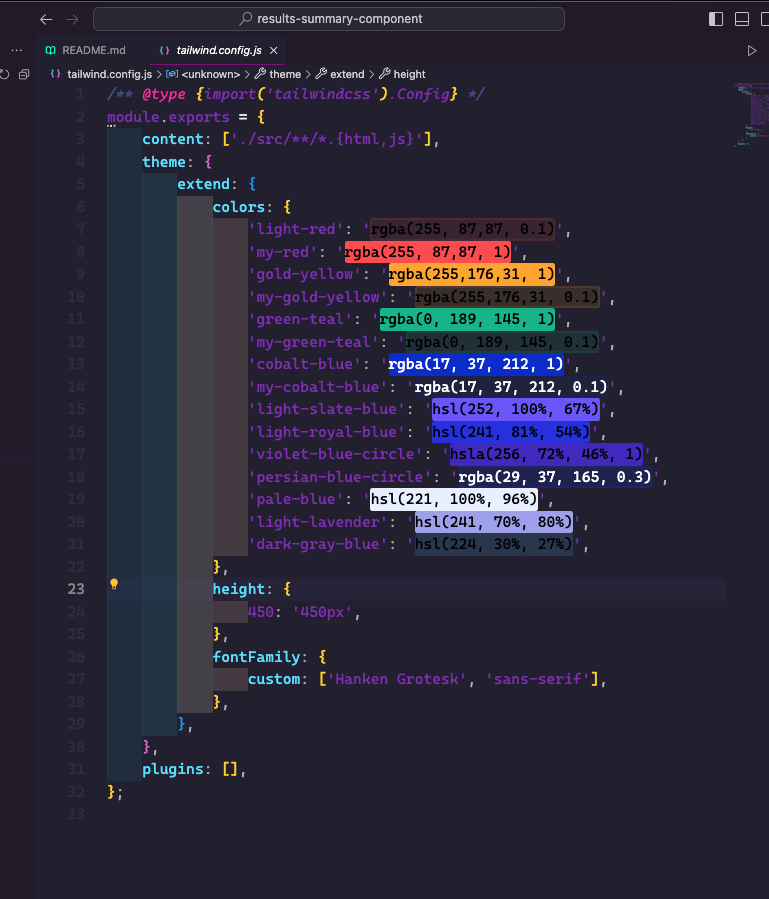 results-summary-component
README.md
tailwind.config.js
tailwind.config.js > <unknown> > theme > extend > height
1 /** @type {import('tailwindcss').Config} */
2 module.exports = {
3 content: ['./src/**/*.{html,js}'],
4 theme: {
5 extend: {
6 colors: {
7 'light-red': 'rgba(255, 87,87, 0.1)',
8 'my-red': 'rgba(255, 87,87, 1)',
9 'gold-yellow': 'rgba(255,176,31, 1)',
10 'my-gold-yellow': 'rgba(255,176,31, 0.1)',
11 'green-teal': 'rgba(0, 189, 145, 1)',
12 'my-green-teal': 'rgba(0, 189, 145, 0.1)',
13 'cobalt-blue': 'rgba(17, 37, 212, 1)',
14 'my-cobalt-blue': 'rgba(17, 37, 212, 0.1)',
15 'light-slate-blue': 'hsl(252, 100%, 67%)',
16 'light-royal-blue': 'hsl(241, 81%, 54%)',
17 'violet-blue-circle': 'hsla(256, 72%, 46%, 1)',
18 'persian-blue-circle': 'rgba(29, 37, 165, 0.3)',
19 'pale-blue': 'hsl(221, 100%, 96%)',
20 'light-lavender': 'hsl(241, 70%, 80%)',
21 'dark-gray-blue': 'hsl(224, 30%, 27%)',
22 },
23 height: {
24 450: '450px',
25 },
26 fontFamily: {
27 custom: ['Hanken Grotesk', 'sans-serif'],
28 },
29 },
30 },
31 plugins: [],
32 };
33